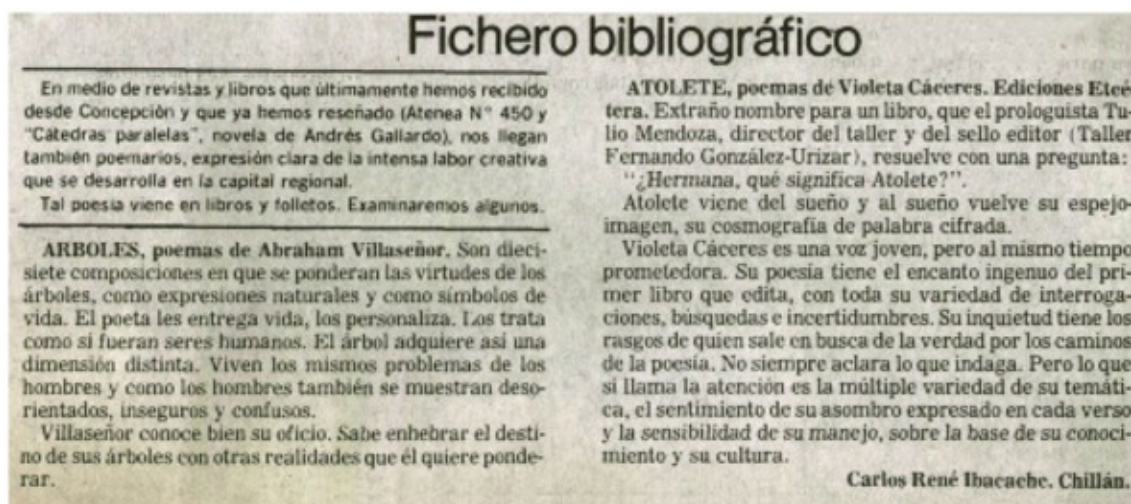 Fichero bibliográfico
En medio de revistas y libros que últimamente hemos recibido
desde Concepción y que ya hemos reseñado (Atenea N° 450 y
"Cátedras paralelas", novela de Andrés Gallardo), nos llegan
también poemarios, expresión clara de la intensa labor creativa
que se desarrolla en la capital regional.
Tal poesía viene en libros y folletos. Examinaremos algunos.
ARBOLES, poemas de Abraham Villaseñor. Son dieci-
siete composiciones en que se ponderan las virtudes de los
árboles, como expresiones naturales y como símbolos de
vida. El poeta les entrega vida, los personaliza. Los trata
como si fueran seres humanos. El árbol adquiere así una
dimensión distinta. Viven los mismos problemas de los
hombres y como los hombres también se muestran deso-
rientados, inseguros y confusos.
Villaseñor conoce bien su oficio. Sabe enhebrar el desti-
no de sus árboles con otras realidades que él quiere ponde-
rar.
ATOLETE, poemas de Violeta Cáceres. Ediciones Etcé
tera. Extraño nombre para un libro, que el prologuista Tu-
lio Mendoza, director del taller y del sello editor (Taller
Fernando González-Urizar), resuelve con una pregunta:
"¿Hermana, qué significa Atolete?".
Atolete viene del sueño y al sueño vuelve su espejo-
imagen, su cosmografía de palabra cifrada.
Violeta Cáceres es una voz joven, pero al mismo tiempo
prometedora. Su poesía tiene el encanto ingenuo del pri-
mer libro que edita, con toda su variedad de interroga-
ciones, búsquedas e incertidumbres. Su inquietud tiene los
rasgos de quien sale en busca de la verdad por los caminos
de la poesía. No siempre aclara lo que indaga. Pero lo que
sí llama la atención es la múltiple variedad de su temáti-
ca, el sentimiento de su asombro expresado en cada verso
y la sensibilidad de su manejo, sobre la base de su conoci-
miento y su cultura.
Carlos René Ibacache. Chillán.